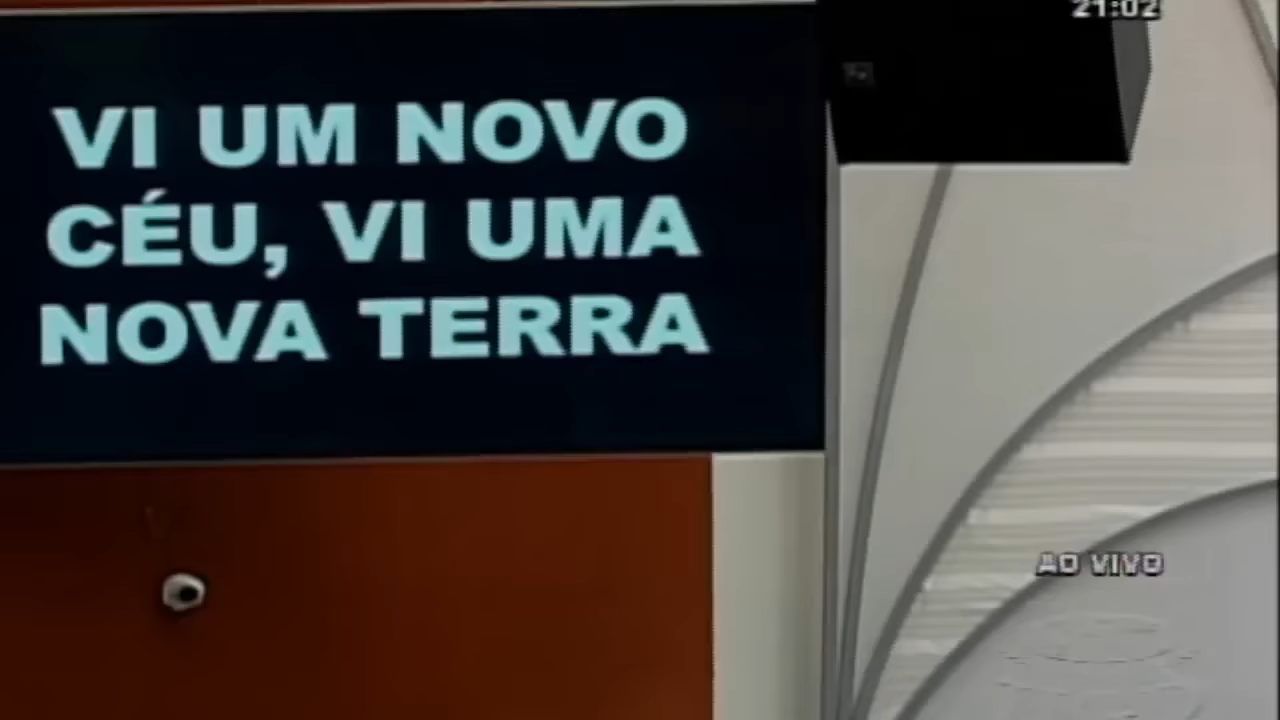 21:02
VI UM NOVO
CÉU, VI UMA
NOVA TERRA
AO VIVO